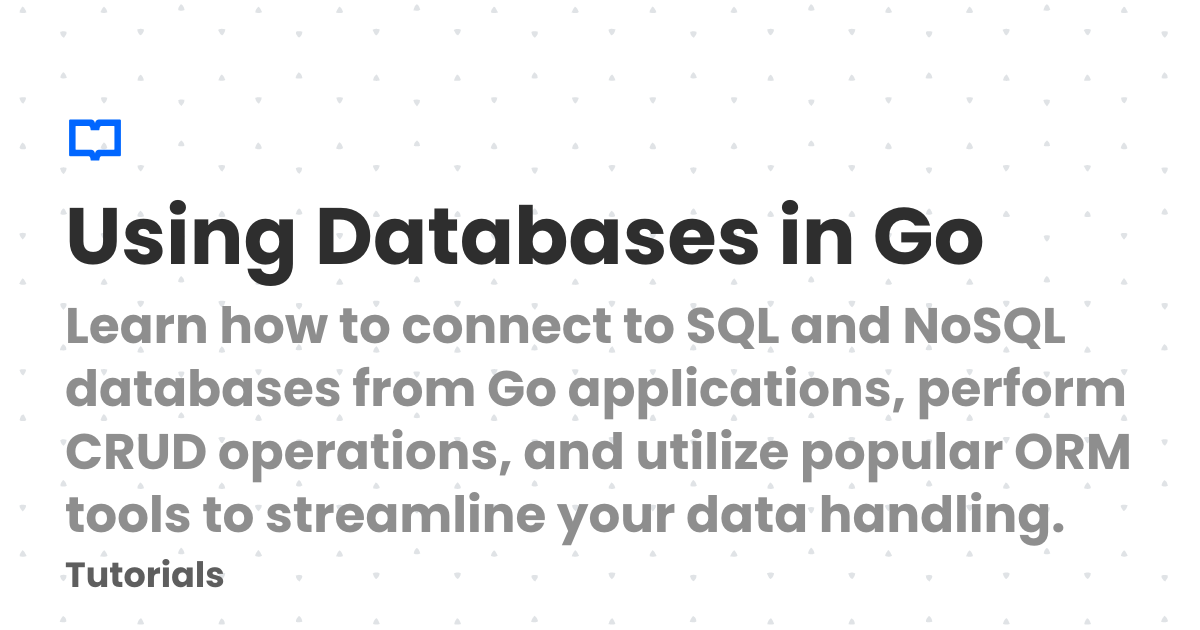 Using Databases in Go
Learn how to connect to SQL and NoSQL
databases from Go applications, perform
CRUD operations, and utilize popular ORM
tools to streamline your data handling.
Tutorials